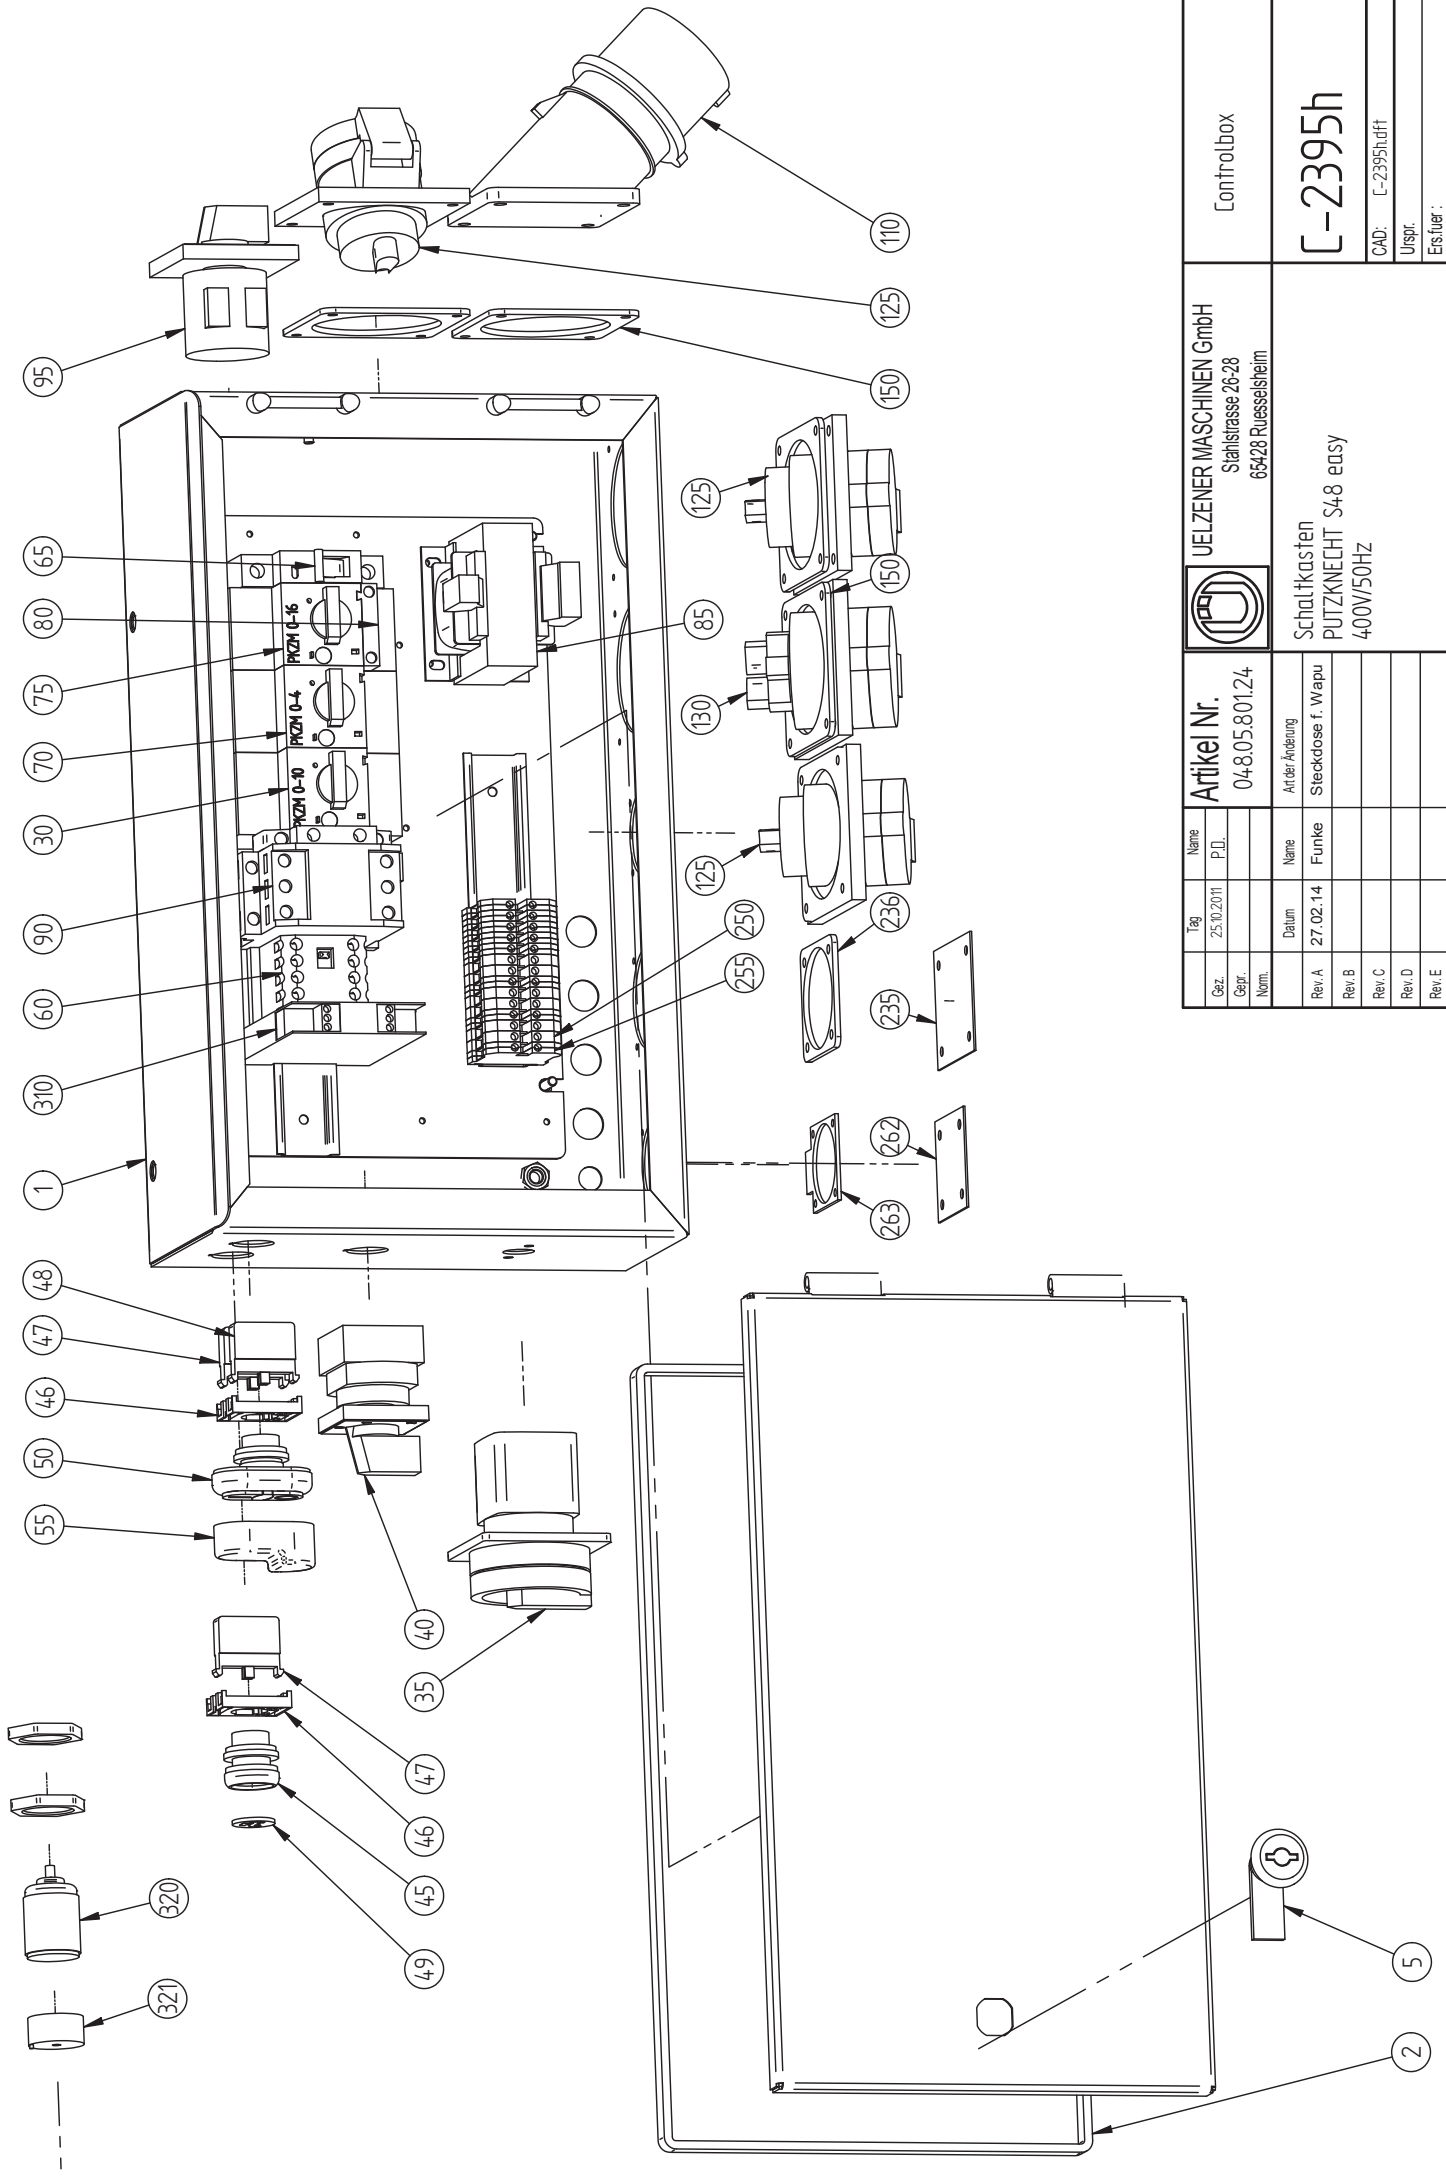 321
320
49
45
46
47
55
50
46
47
48
40
35
1
310
60
90
30
70
75
80
65
95
PKZM 0-10
PKZM 0-4
PKZM 0-16
85
110
125
150
125
150
130
125
250
255
236
235
262
263
5
2
Tag
Name
Gez.
25.10.2011
P.D.
Gepr.
Norm.
Artikel Nr.
048.05.801.24
UELZENER MASCHINEN GmbH
Stahlstrasse 26-28
65428 Ruesselsheim
Controlbox
Datum
Name
Art der Änderung
Rev. A
27.02.14
Funke
Steckdose f. Wapu
Rev. B
Rev. C
Rev. D
Rev. E
Schaltkasten
PUTZKNECHT S48 easy
400V/50Hz
C-2395h
CAD:
C-2395h.dft
Urspr.
Ers.fuer :